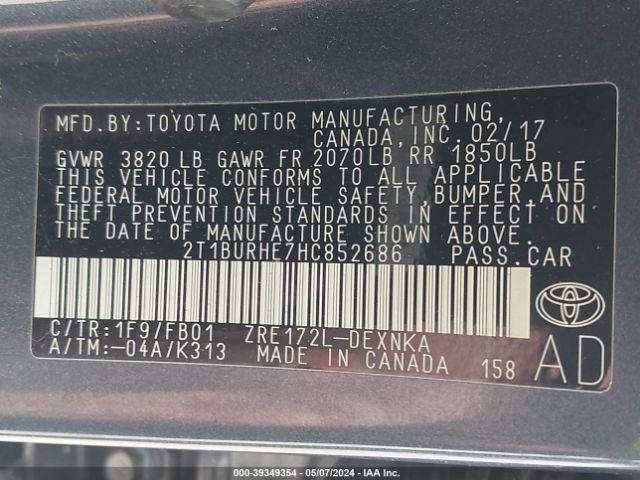 MFD.BY:TOYOTA MOTOR MANUFACTURING,
CANADA,INC. 02/17
GVWR 3820 LB GAWR FR 2070LB RR 1850LB
THIS VEHICLE CONFORMS TO ALL APPLICABLE
FEDERAL MOTOR VEHICLE SAFETY,BUMPER,AND
THEFT PREVENTION STANDARDS IN EFFECT ON
THE DATE OF MANUFACTURE SHOWN ABOVE.
2T1BURHE7HC852686 PASS.CAR
C/TR:1F9/FB01 ZRE172L-DEXNKA
A/TM:-04A/K313 MADE IN CANADA 158
AD
000-39349354 - 05/07/2024 - IAA Inc.